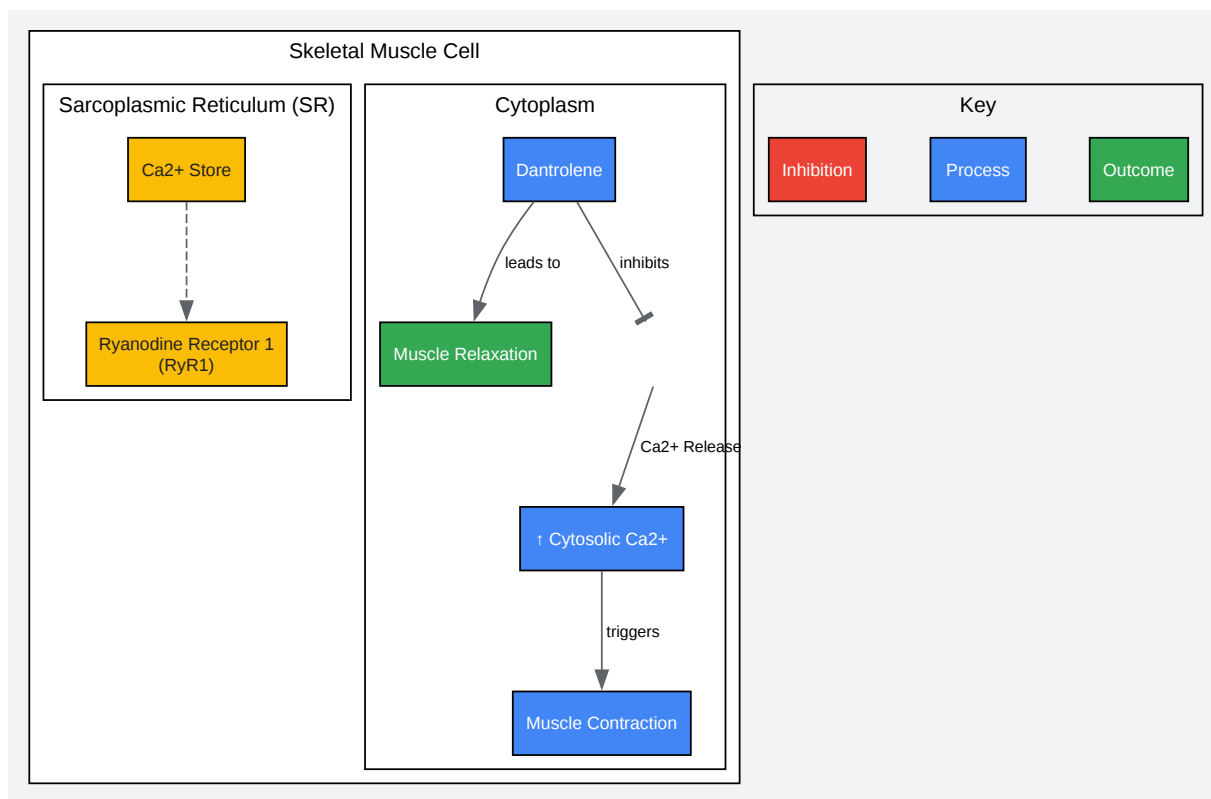 Skeletal Muscle Cell
Sarcoplasmic Reticulum (SR)
Ca2+ Store
Ryanodine Receptor 1
(RyR1)
Cytoplasm
Dantrolene
leads to
inhibits
Muscle Relaxation
Ca2+ Release
↑ Cytosolic Ca2+
triggers
Muscle Contraction
Key
Inhibition
Process
Outcome